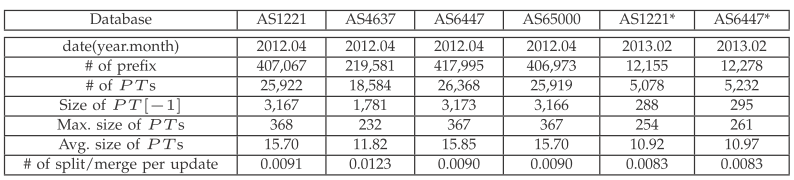 Database AS1221 AS4637 AS6447 AS65000 AS1221* AS6447*
date(year.month) 2012.04 2012.04 2012.04 2012.04 2013.02 2013.02
# of prefix 407,067 219,581 417,995 406,973 12,155 12,278
# of PTs 25,922 18,584 26,368 25,919 5,078 5,232
Size of PT[−1] 3,167 1,781 3,173 3,166 288 295
Max. size of PTs 368 232 367 367 254 261
Avg. size of PTs 15.70 11.82 15.85 15.70 10.92 10.97
# of split/merge per update 0.0091 0.0123 0.0090 0.0090 0.0083 0.0083